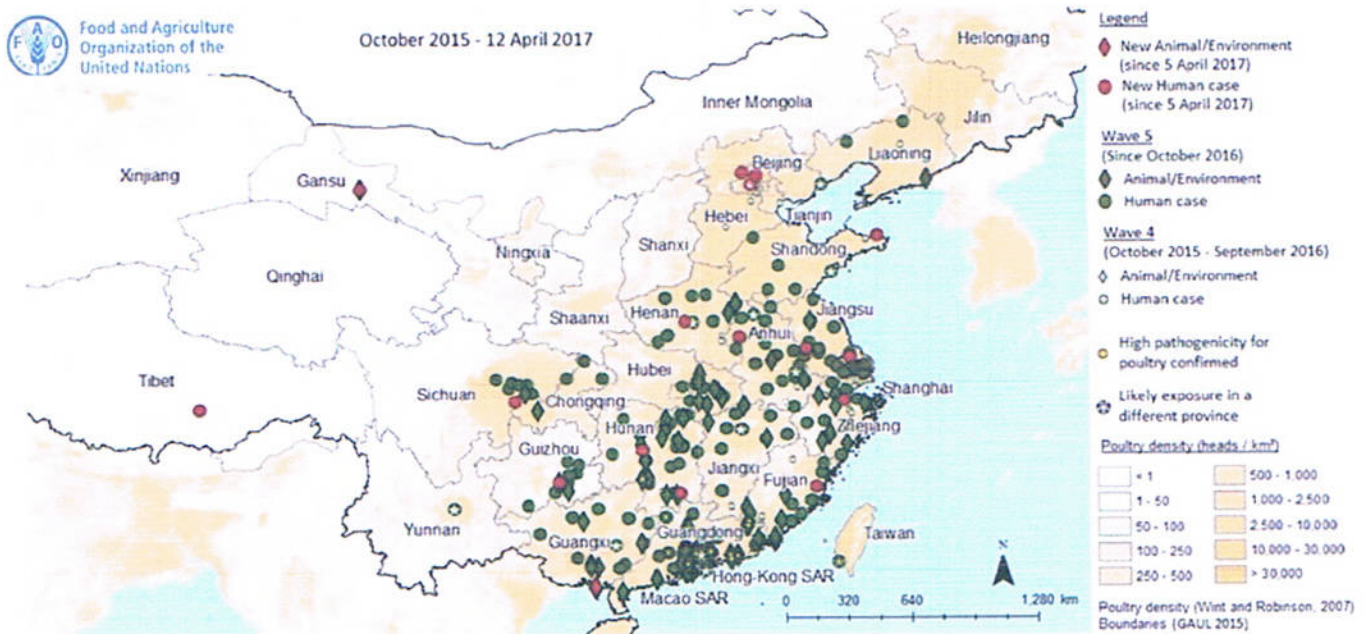 Food and Agriculture
Organization of the
United Nations
F A O
October 2015 - 12 April 2017
Heilongjiang
Inner Mongolia
Jilin
Beijing
Liaoning
Xinjiang
Gansu
Hebei
Tianjin
Shanxi
Ningxia
Shandong
Qinghai
Shaanxi
Henan
Jiangsu
Anhui
Tibet
Hubei
Sichuan
Chongqing
Shanghai
Hunan
Zhejiang
Guizhou
Jiangxi
Fujian
Yunnan
Guangxi
Guangdong
Taiwan
Hong-Kong SAR
Macao SAR
N
0 320 640 1,280 km
Legend
New Animal/Environment
(since 5 April 2017)
New Human case
(since 5 April 2017)
Wave 5
(Since October 2016)
Animal/Environment
Human case
Wave 4
(October 2015 - September 2016)
Animal/Environment
Human case
High pathogenicity for
poultry confirmed
Likely exposure in a
different province
Poultry density (heads / km²)
< 1
1 - 50
50 - 100
100 - 250
250 - 500
500 - 1.000
1.000 - 2.500
2.500 - 10.000
10.000 - 30.000
> 30.000
Poultry density (Wint and Robinson, 2007)
Boundaries (GAUL 2015)